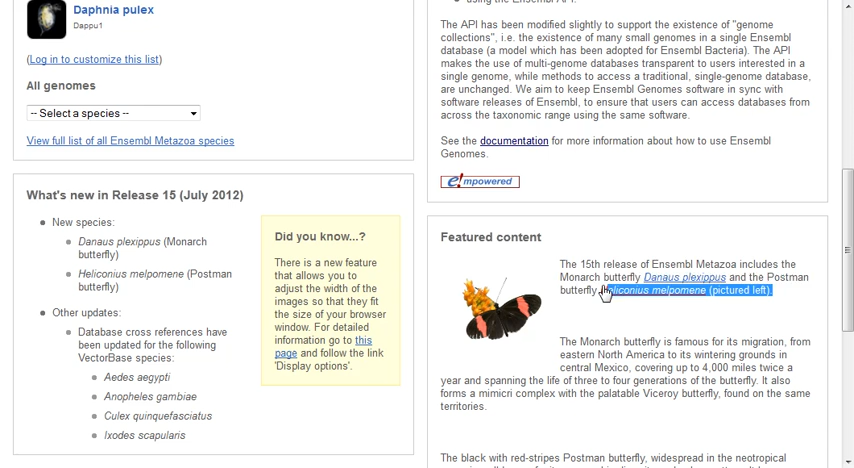 Daphnia pulex
Dappu1
(Log in to customize this list)
All genomes
-- Select a species --
View full list of all Ensembl Metazoa species
What's new in Release 15 (July 2012)
New species:
Danaus plexippus (Monarch
butterfly)
Heliconius melpomene (Postman
butterfly)
Other updates:
Database cross references have
been updated for the following
VectorBase species:
Aedes aegypti
Anopheles gambiae
Culex quinquefasciatus
Ixodes scapularis
Did you know...?
There is a new feature
that allows you to
adjust the width of the
images so that they fit
the size of your browser
window. For detailed
information go to this
page and follow the link
'Display options'.
using the Ensembl API.
The API has been modified slightly to support the existence of "genome
collections", i.e. the existence of many small genomes in a single Ensembl
database (a model which has been adopted for Ensembl Bacteria). The API
makes the use of multi-genome databases transparent to users interested in a
single genome, while methods to access a traditional, single-genome database,
are unchanged. We aim to keep Ensembl Genomes software in sync with
software releases of Ensembl, to ensure that users can access databases from
across the taxonomic range using the same software.
See the documentation for more information about how to use Ensembl
Genomes.
e! mpowered
Featured content
The 15th release of Ensembl Metazoa includes the
Monarch butterfly Danaus plexippus and the Postman
butterfly Heliconius melpomene (pictured left).
The Monarch butterfly is famous for its migration, from
eastern North America to its wintering grounds in
central Mexico, covering up to 4,000 miles twice a
year and spanning the life of three to four generations of the butterfly. It also
forms a mimicri complex with the palatable Viceroy butterfly, found on the same
territories.
The black with red-stripes Postman butterfly, widespread in the neotropical